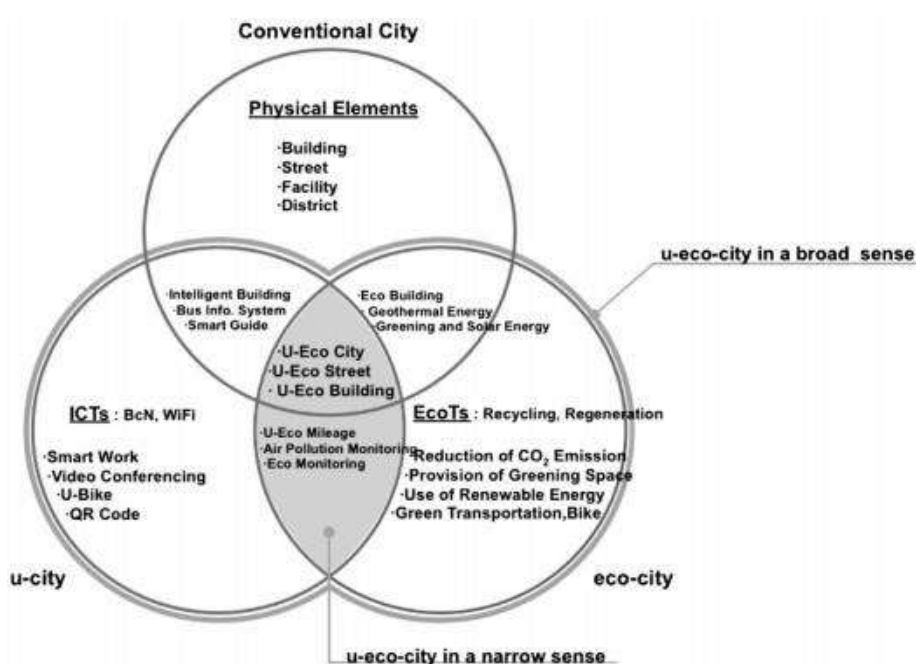 Conventional City
Physical Elements
·Building
·Street
·Facility
·District
u-eco-city in a broad sense
·Intelligent Building
·Bus Info. System
·Smart Guide
·Eco Building
·Geothermal Energy
·Greening and Solar Energy
·U-Eco City
·U-Eco Street
·U-Eco Building
ICTs : BcN, WiFi
·Smart Work
·Video Conferencing
·U-Bike
·QR Code
·U-Eco Mileage
·Air Pollution Monitoring
·Eco Monitoring
EcoTs : Recycling, Regeneration
·Reduction of CO₂ Emission
·Provision of Greening Space
·Use of Renewable Energy
·Green Transportation,Bike
u-city
eco-city
u-eco-city in a narrow sense